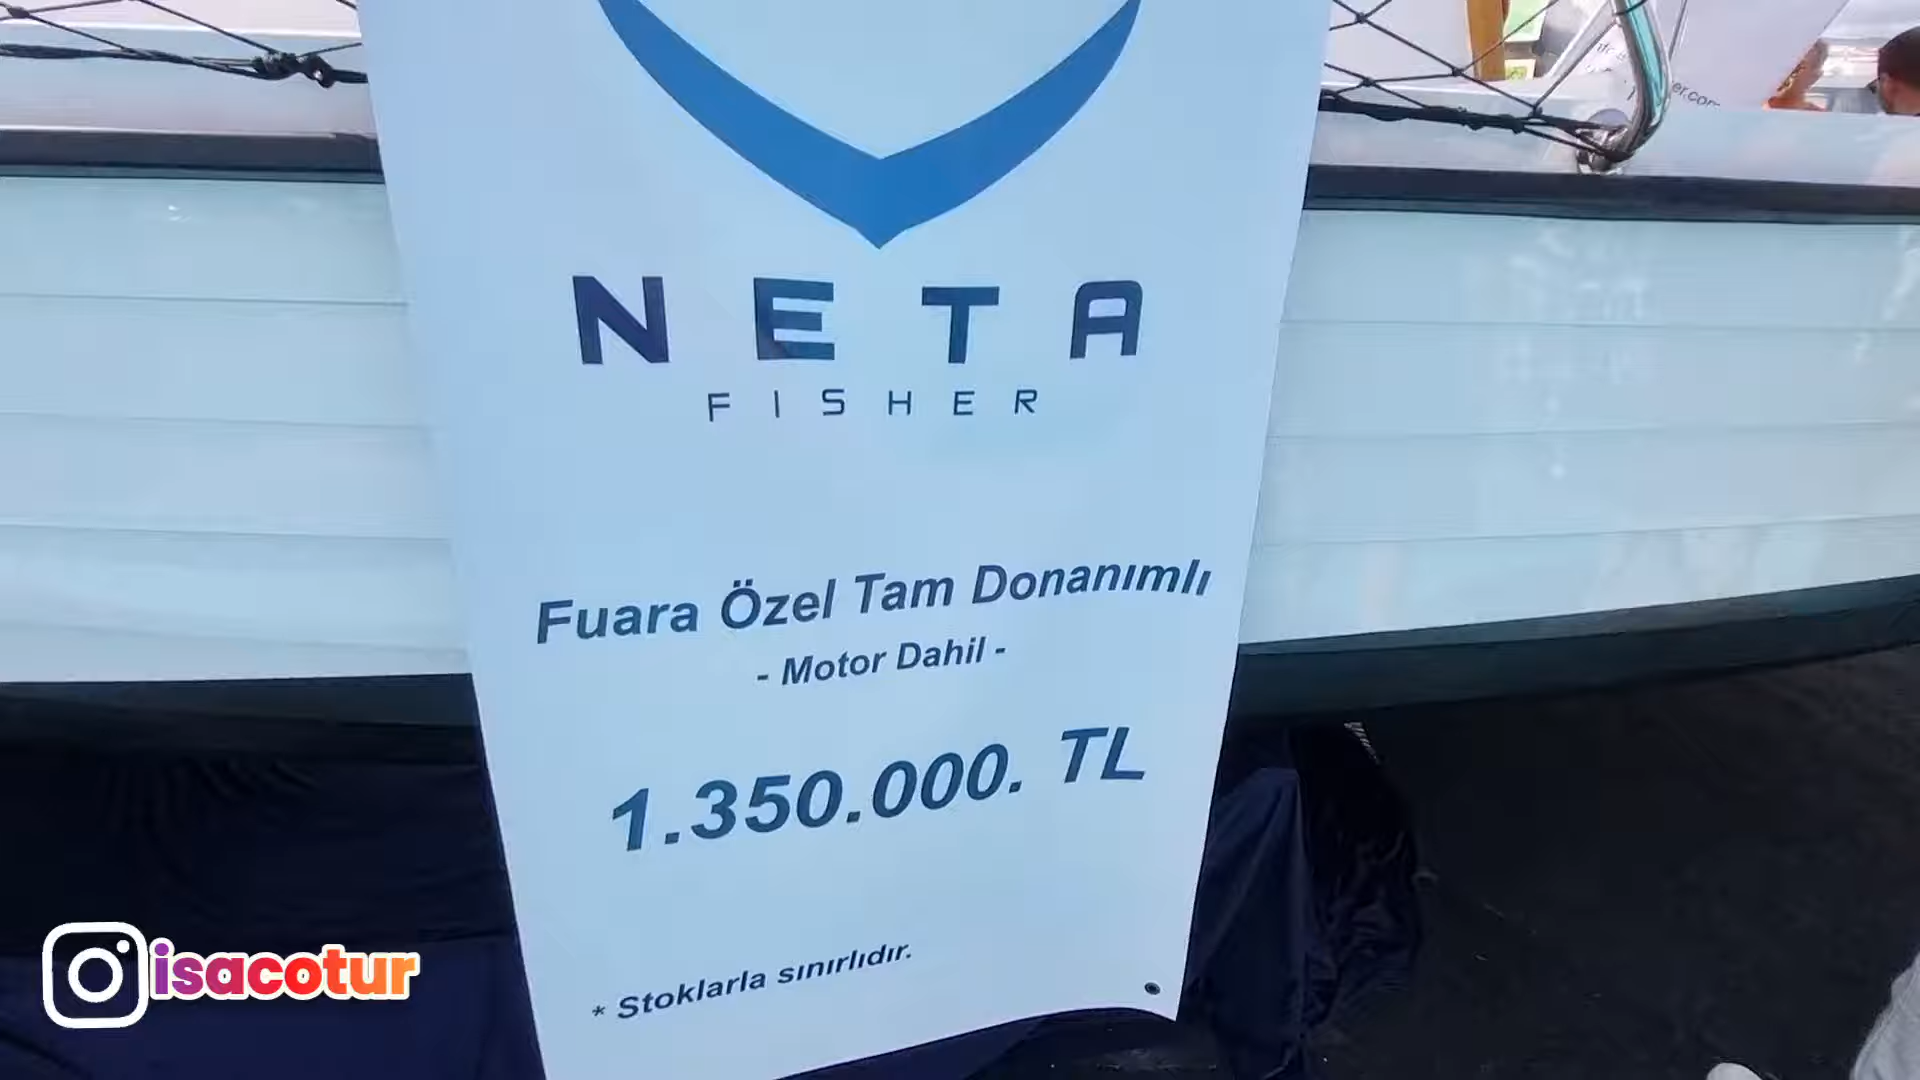 NETA
FISHER
Fuara Özel Tam Donanımlı
- Motor Dahil -
1.350.000. TL
* Stoklarla sınırlıdır.
isacotur